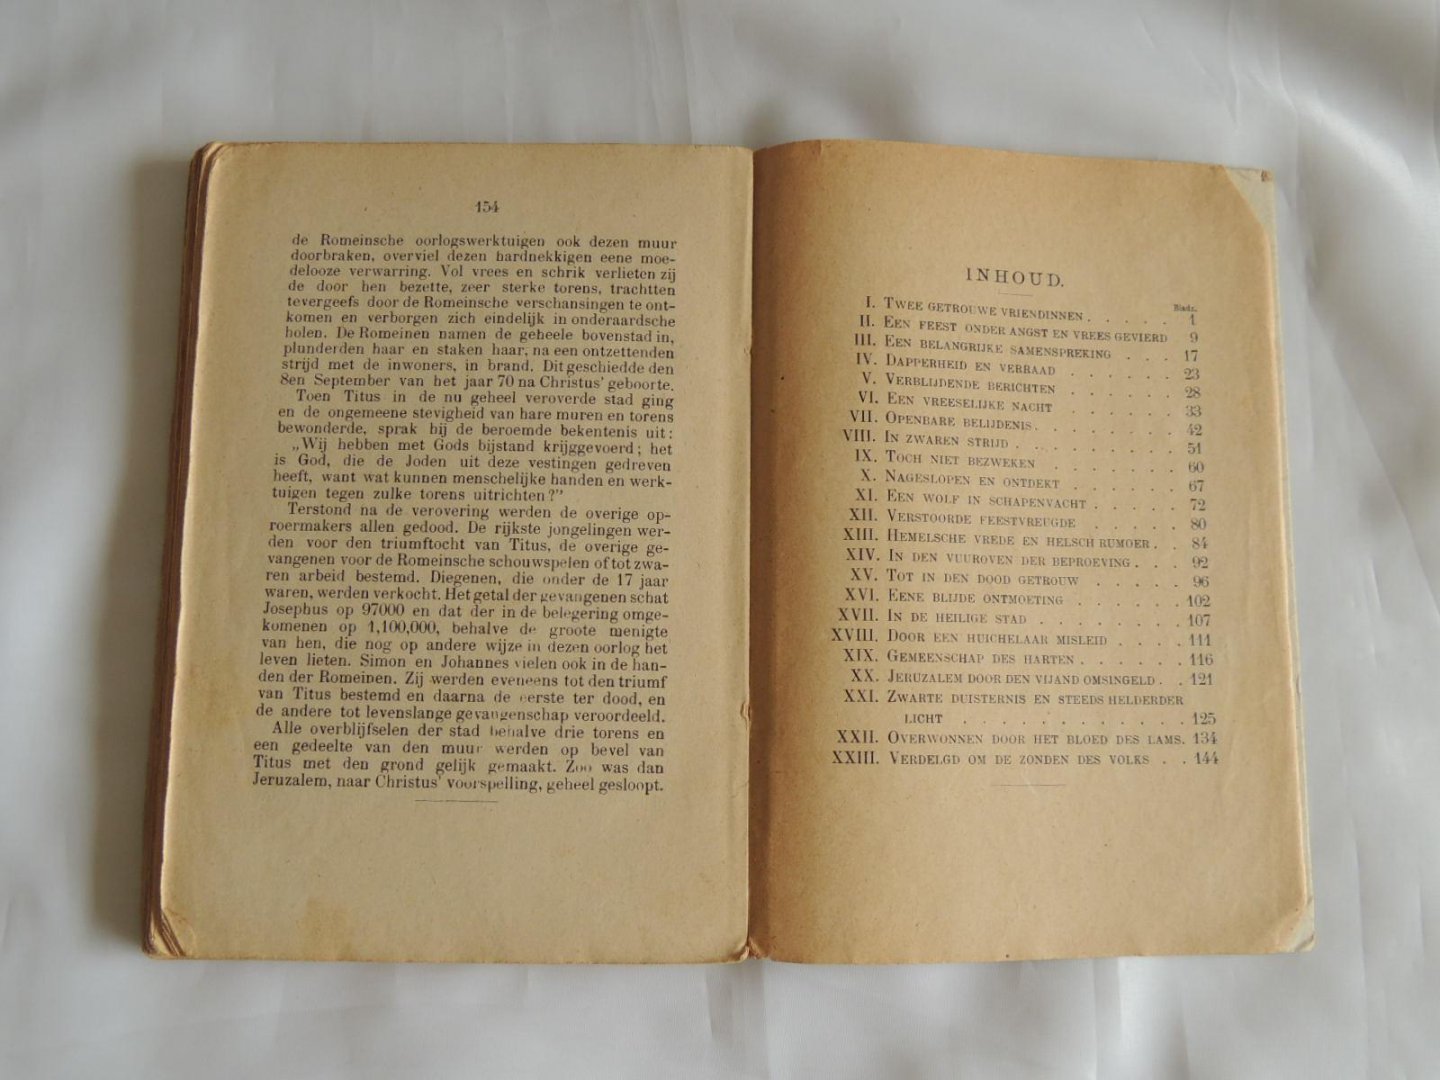 154
de Romeinsche oorlogswerktuigen ook dezen muur
doorbraken, overviel dezen hardnekkigen eene moe-
delooze verwarring. Vol vrees en schrik verlieten zij
de door hen bezette, zeer sterke torens, trachtten
tevergeefs door de Romeinsche verschansingen te ont-
komen en verborgen zich eindelijk in onderaardsche
holen. De Romeinen namen de geheele bovenstad in,
plunderden haar en staken haar, na een ontzettenden
strijd met de inwoners, in brand. Dit geschiedde den
8en September van het jaar 70 na Christus' geboorte.
Toen Titus in de nu geheel veroverde stad ging
en de ongemeene stevigheid van hare muren en torens
bewonderde, sprak hij de beroemde bekentenis uit:
„Wij hebben met Gods bijstand krijggevoerd; het
is God, die de Joden uit deze vestingen gedreven
heeft, want wat kunnen menschelijke handen en werk-
tuigen tegen zulke torens uitrichten?”
Terstond na de verovering werden de overige op-
roermakers allen gedood. De rijkste jongelingen wer-
den voor den triumftocht van Titus, de overige ge-
vangenen voor de Romeinsche schouwspelen of tot zwa-
ren arbeid bestemd. Diegenen, die onder de 17 jaar
waren, werden verkocht. Het getal der gevangenen schat
Josephus op 97000 en dat der in de belegering omge-
komenen op 1,100,000, behalve de groote menigte
van hen, die nog op andere wijze in dezen oorlog het
leven lieten. Simon en Johannes vielen ook in de han-
den der Romeinen. Zij werden eveneens tot den triumf
van Titus bestemd en daarna de eerste ter dood, en
de andere tot levenslange gevangenschap veroordeeld.
Alle overblijfselen der stad behalve drie torens en
een gedeelte van den muur werden op bevel van
Titus met den grond gelijk gemaakt. Zoo was dan
Jeruzalem, naar Christus' voorspelling, geheel gesloopt.
INHOUD.
Bladz.
I. TWEE GETROUWE VRIENDINNEN . . . . . 1
II. EEN FEEST ONDER ANGST EN VREES GEVIERD 9
III. EEN BELANGRIJKE SAMENSPREKING . . . 17
IV. DAPPERHEID EN VERRAAD . . . . . . 23
V. VERBLIJDENDE BERICHTEN . . . . . . 28
VI. EEN VREESELIJKE NACHT . . . . . . 33
VII. OPENBARE BELIJDENIS . . . . . . . 42
VIII. IN ZWAREN STRIJD . . . . . . . . 51
IX. TOCH NIET BEZWEKEN . . . . . . . 60
X. NAGESLOPEN EN ONTDEKT . . . . . . 67
XI. EEN WOLF IN SCHAPENVACHT . . . . . 72
XII. VERSTOORDE FEESTVREUGDE . . . . . 80
XIII. HEMELSCHE VREDE EN HELSCH RUMOER . . 84
XIV. IN DEN VUUROVEN DER BEPROEVING . . . 92
XV. TOT IN DEN DOOD GETROUW . . . . . 96
XVI. EENE BLIJDE ONTMOETING . . . . . . 102
XVII. IN DE HEILIGE STAD . . . . . . . . 107
XVIII. DOOR EEN HUICHELAAR MISLEID . . . . 111
XIX. GEMEENSCHAP DES HARTEN . . . . . . 116
XX. JERUZALEM DOOR DEN VIJAND OMSINGELD . . 121
XXI. ZWARTE DUISTERNIS EN STEEDS HELDERDER
LICHT . . . . . . . . . . . . 125
XXII. OVERWONNEN DOOR HET BLOED DES LAMS. 134
XXIII. VERDELGD OM DE ZONDEN DES VOLKS . . 144